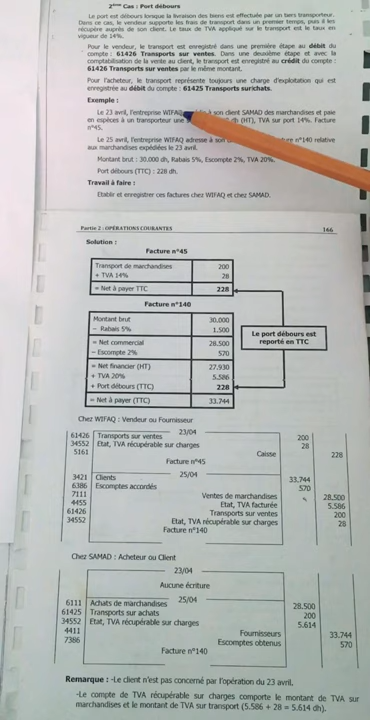 2ème Cas : Port Débours
Le port est débours lorsque la livraison des biens est effectuée par un tiers transporteur.
Dans ce cas, le vendeur supporte les frais de transport dans un premier temps, puis il les
récupère auprès de son client. Le taux de TVA appliqué sur le transport est le taux en
vigueur de 14%.
Pour le vendeur, le transport est enregistré dans une première étape au débit du
compte : 61426 Transports sur ventes. Dans une deuxième étape et avec la
comptabilisation de la vente au client, le transport est enregistré au crédit du compte :
61426 Transports sur ventes par le même montant.
Pour l'acheteur, le transport représente toujours une charge d'exploitation qui est
enregistrée au débit du compte : 61425 Transports surichats.
Exemple :
Le 23 avril, l'entreprise WIFAQ à son client SAMAD des marchandises et paie
en espèces à un transporteur une dh (HT), TVA sur port 14%. Facture
n°45.
Le 25 avril, l'entreprise WIFAQ adresse à son n°140 relative
aux marchandises expédiées le 23 avril.
Montant brut : 30.000 dh, Rabais 5%, Escompte 2%, TVA 20%.
Port débours (TTC) : 228 dh.
Travail à faire :
Etablir et enregistrer ces factures chez WIFAQ et chez SAMAD.
Partie 2 - OPÉRATIONS COURANTES 166
Solution :
Facture n°45
Transport de marchandises 200
+ TVA 14% 28
= Net à payer TTC 228
Facture n°140
Montant brut 30.000
- Rabais 5% 1.500
= Net commercial 28.500
- Escompte 2% 570
= Net financier (HT) 27.930
+ TVA 20% 5.586
+ Port débours (TTC) 228
= Net à payer (TTC) 33.744
Le port débours est
reporté en TTC
Chez WIFAQ : Vendeur ou Fournisseur
23/04
61426 Transports sur ventes 200
34552 Etat, TVA récupérable sur charges 28
5161 Caisse 228
Facture n°45
25/04
3421 Clients 33.744
6386 Escomptes accordés 570
7111 Ventes de marchandises 28.500
4455 Etat, TVA facturée 5.586
61426 Transports sur ventes 200
34552 Etat, TVA récupérable sur charges 28
Facture n°140
Chez SAMAD : Acheteur ou Client
23/04
Aucune écriture
25/04
6111 Achats de marchandises 28.500
61425 Transports sur achats 200
34552 Etat, TVA récupérable sur charges 5.614
4411 Fournisseurs 33.744
7386 Escomptes obtenus 570
Facture n°140
Remarque : -Le client n'est pas concerné par l'opération du 23 avril.
-Le compte de TVA récupérable sur charges comporte le montant de TVA sur
marchandises et le montant de TVA sur transport (5.586 + 28 = 5.614 dh).